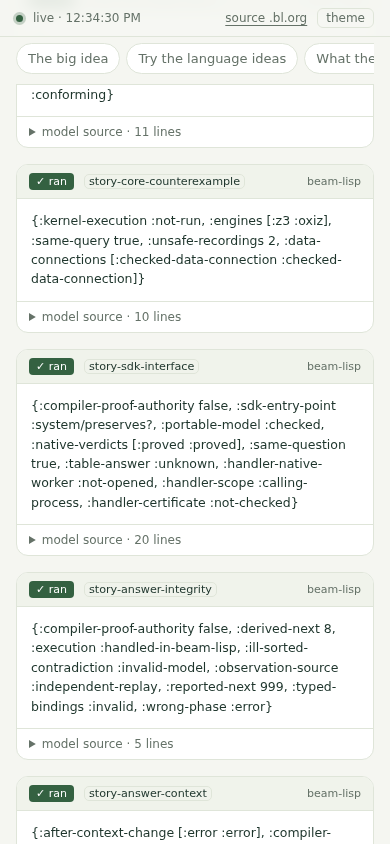 live · 12:34:30 PM
source .bl.org
theme
The big idea
Try the language ideas
What the
:conforming}
▶ model source · 11 lines
✓ ran
story-core-counterexample
beam-lisp
{:kernel-execution :not-run, :engines [:z3 :oxiz],
:same-query true, :unsafe-recordings 2, :data-
connections [:checked-data-connection :checked-
data-connection]}
▶ model source · 10 lines
✓ ran
story-sdk-interface
beam-lisp
{:compiler-proof-authority false, :sdk-entry-point
:system/preserves?, :portable-model :checked,
:native-verdicts [:proved :proved], :same-question
true, :table-answer :unknown, :handler-native-
worker :not-opened, :handler-scope :calling-
process, :handler-certificate :not-checked}
▶ model source · 20 lines
✓ ran
story-answer-integrity
beam-lisp
{:compiler-proof-authority false, :derived-next 8,
:execution :handled-in-beam-lisp, :ill-sorted-
contradiction :invalid-model, :observation-source
:independent-replay, :reported-next 999, :typed-
bindings :invalid, :wrong-phase :error}
▶ model source · 5 lines
✓ ran
story-answer-context
beam-lisp
{:after-context-change [:error :error], :compiler-